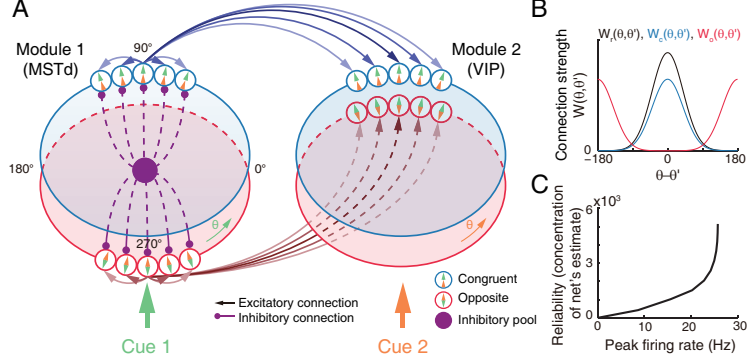 A
Module 1
(MSTd)
90°
Module 2
(VIP)
180°
0°
θ
270°
θ
Congruent
Opposite
Inhibitory pool
Excitatory connection
Inhibitory connection
Cue 1
Cue 2
B
Wr(θ,θ'), Wc(θ,θ'), Wo(θ,θ')
Connection strength
W(θ,θ')
−180
0
180
θ–θ'
C
Reliability (concentration
of net's estimate)
×10³
6
3
0
0
10
20
30
Peak firing rate (Hz)